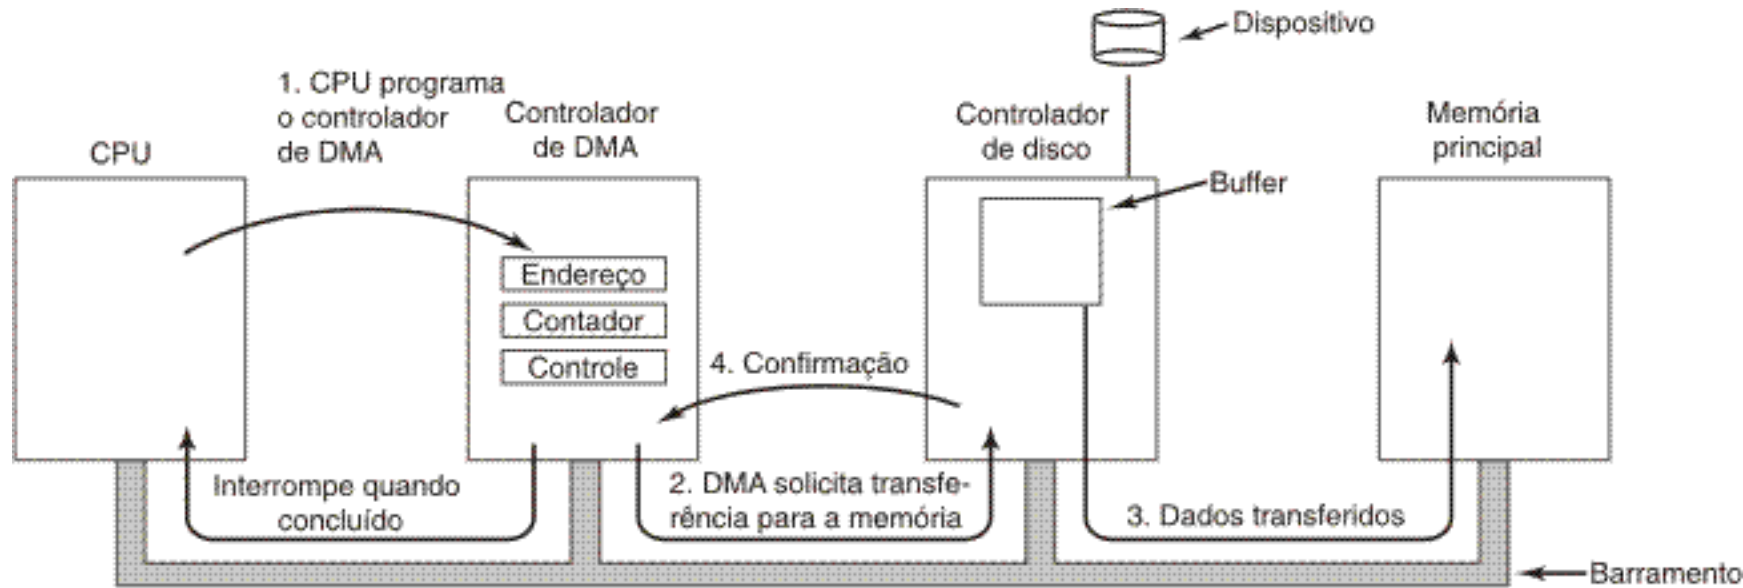 Dispositivo
1. CPU programa
o controlador
de DMA
Controlador
de DMA
Controlador
de disco
Memória
principal
CPU
Buffer
Endereço
Contador
Controle
4. Confirmação
Interrompe quando
concluído
2. DMA solicita transfe-
rência para a memória
3. Dados transferidos
Barramento